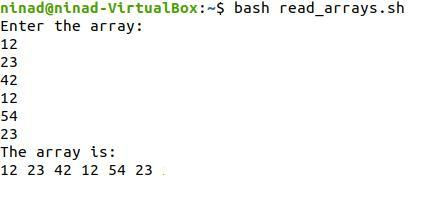 ninad@ninad-VirtualBox:~$ bash read_arrays.sh
Enter the array:
12
23
42
12
54
23
The array is:
12 23 42 12 54 23